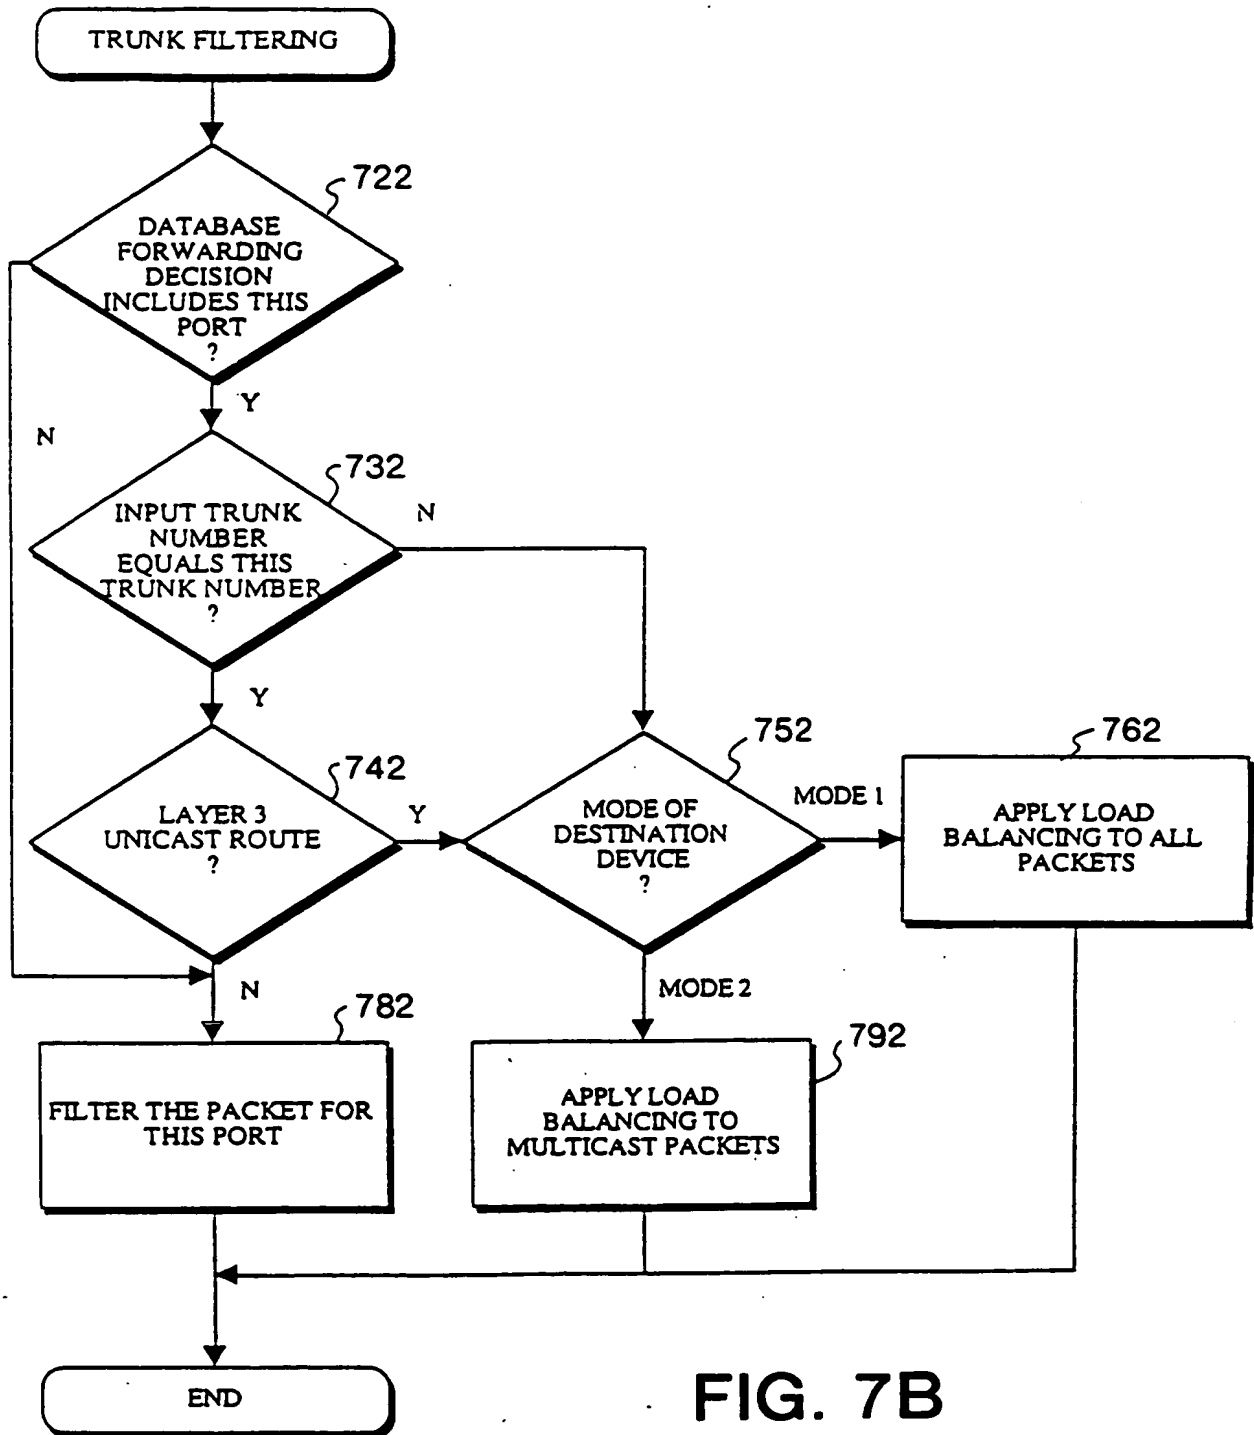 TRUNK FILTERING
722
DATABASE
FORWARDING
DECISION
INCLUDES THIS
PORT
?
Y
N
732
INPUT TRUNK
NUMBER
EQUALS THIS
TRUNK NUMBER
?
N
Y
742
LAYER 3
UNICAST ROUTE
?
Y
N
752
MODE OF
DESTINATION
DEVICE
?
MODE 1
MODE 2
762
APPLY LOAD
BALANCING TO ALL
PACKETS
782
FILTER THE PACKET FOR
THIS PORT
792
APPLY LOAD
BALANCING TO
MULTICAST PACKETS
END
FIG. 7B